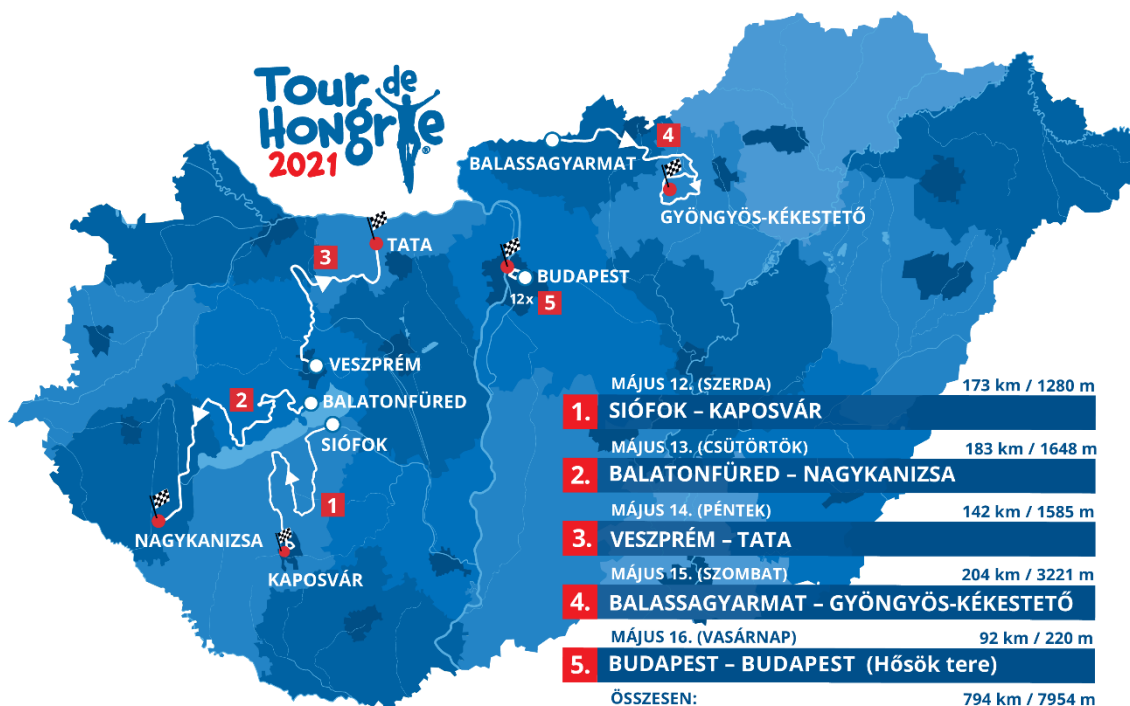 Tour de
Hongrie
2021
®
BALASSAGYARMAT
4
GYÖNGYÖS-KÉKESTETŐ
TATA
3
BUDAPEST
12x 5
VESZPRÉM
2
BALATONFÜRED
SIÓFOK
1
NAGYKANIZSA
KAPOSVÁR
MÁJUS 12. (SZERDA) 173 km / 1280 m
1. SIÓFOK – KAPOSVÁR
MÁJUS 13. (CSÜTÖRTÖK) 183 km / 1648 m
2. BALATONFÜRED – NAGYKANIZSA
MÁJUS 14. (PÉNTEK) 142 km / 1585 m
3. VESZPRÉM – TATA
MÁJUS 15. (SZOMBAT) 204 km / 3221 m
4. BALASSAGYARMAT – GYÖNGYÖS-KÉKESTETŐ
MÁJUS 16. (VASÁRNAP) 92 km / 220 m
5. BUDAPEST – BUDAPEST (Hősök tere)
ÖSSZESEN: 794 km / 7954 m